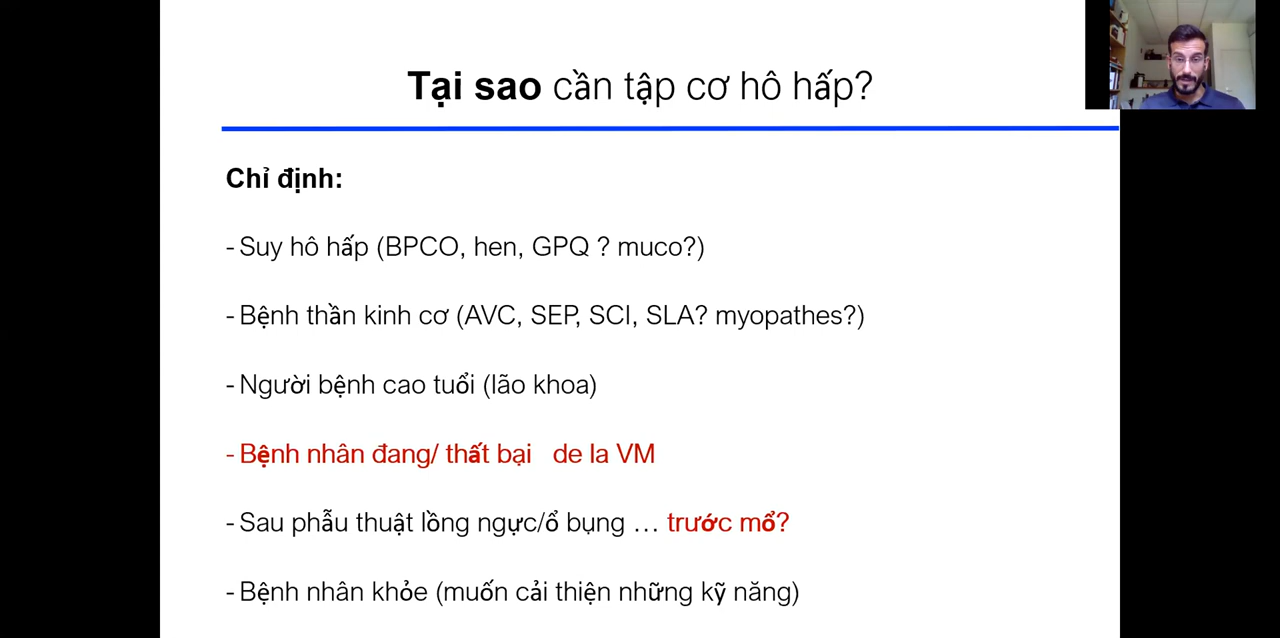 Tại sao cần tập cơ hô hấp?
Chỉ định:
- Suy hô hấp (BPCO, hen, GPQ ? muco?)
- Bệnh thần kinh cơ (AVC, SEP, SCI, SLA? myopathes?)
- Người bệnh cao tuổi (lão khoa)
- Bệnh nhân đang/ thất bại de la VM
- Sau phẫu thuật lồng ngực/ổ bụng … trước mổ?
- Bệnh nhân khỏe (muốn cải thiện những kỹ năng)